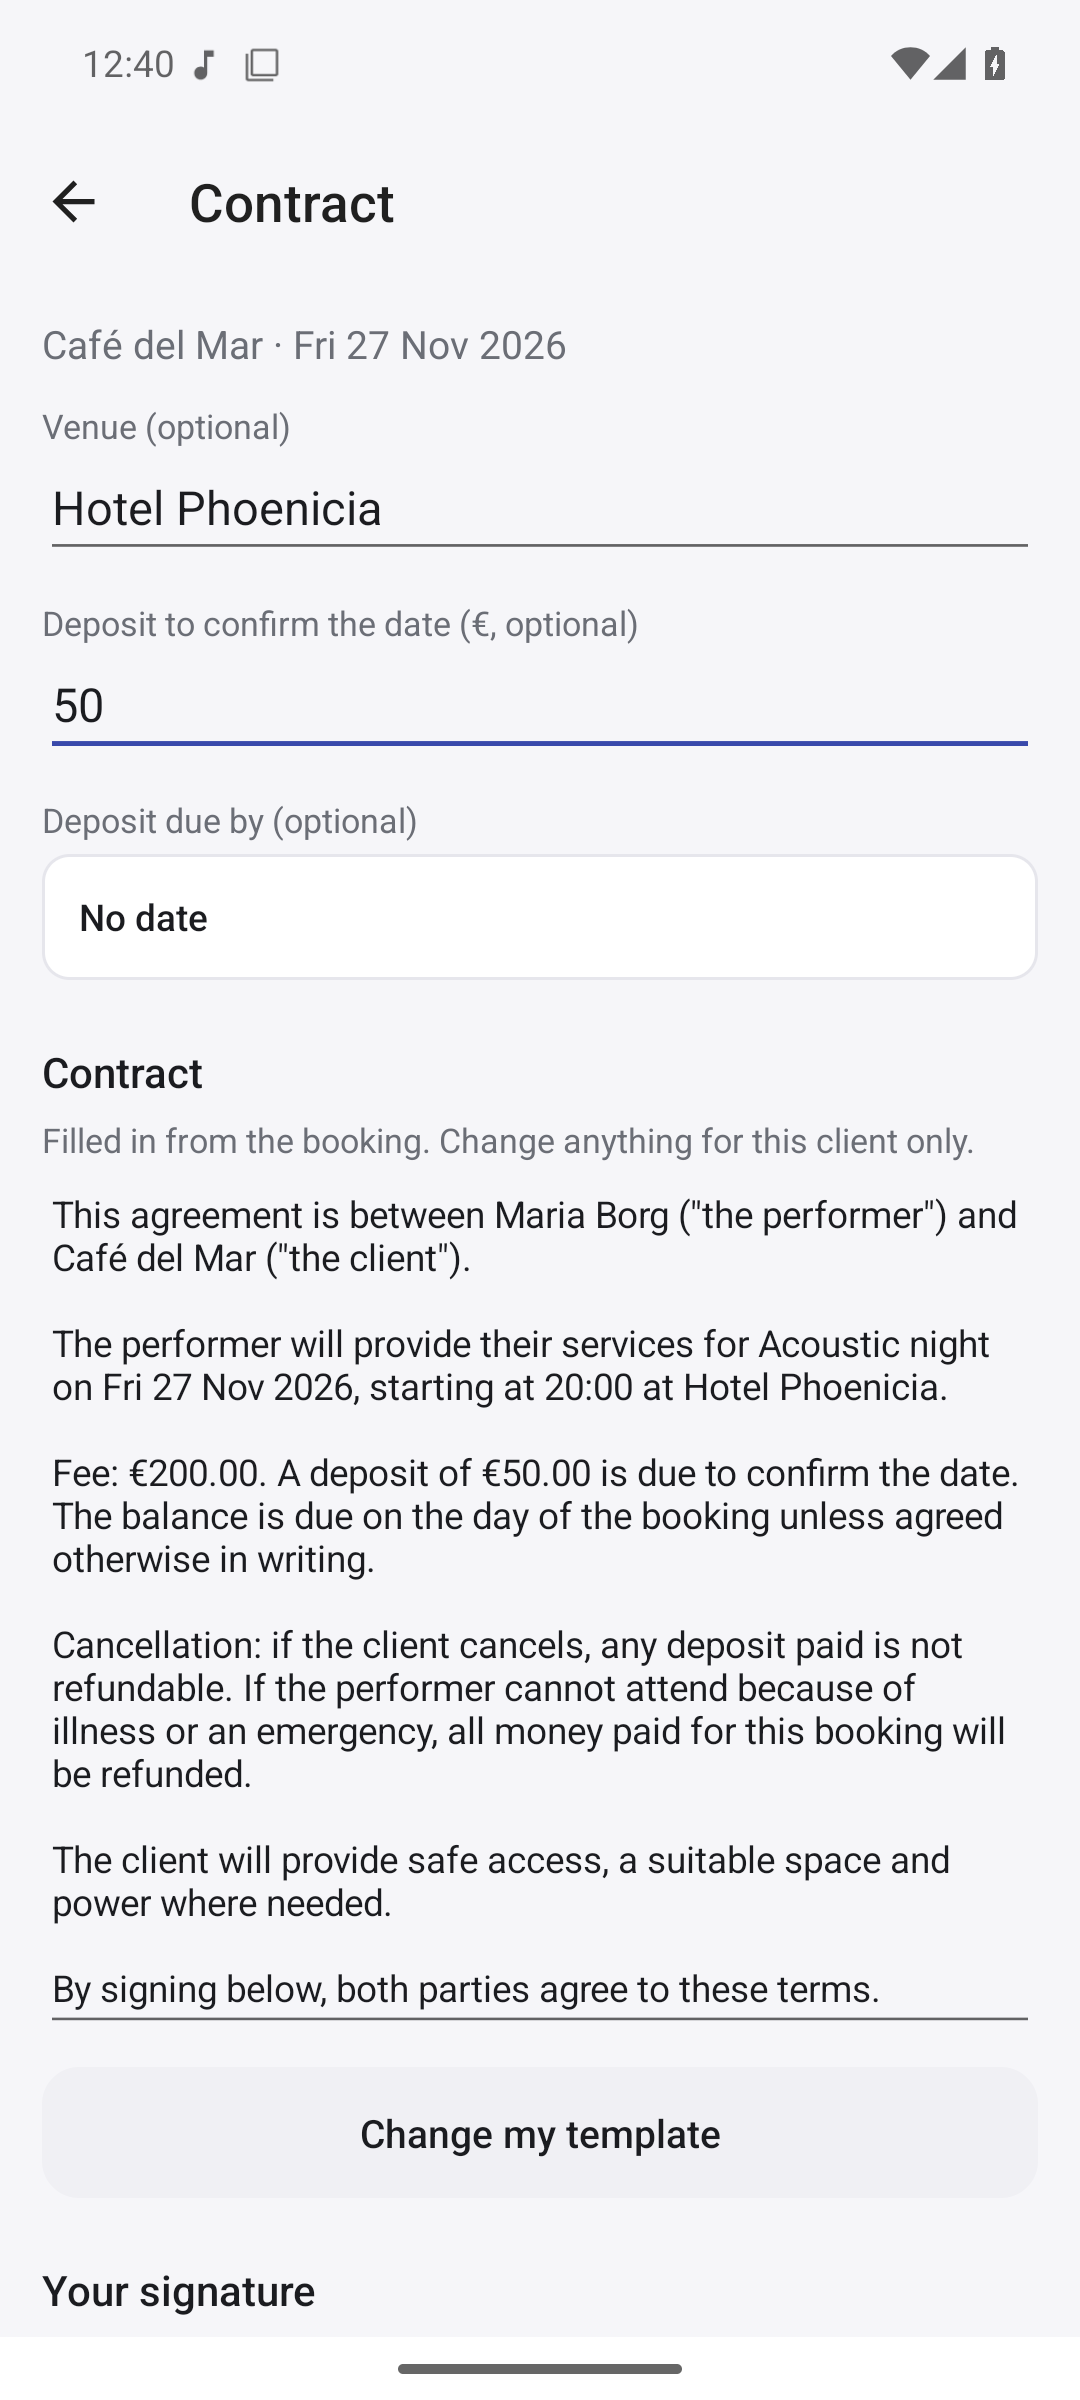 12:40
Contract
Café del Mar · Fri 27 Nov 2026
Venue (optional)
Hotel Phoenicia
Deposit to confirm the date (€, optional)
50
Deposit due by (optional)
No date
Contract
Filled in from the booking. Change anything for this client only.
This agreement is between Maria Borg ("the performer") and
Café del Mar ("the client").
The performer will provide their services for Acoustic night
on Fri 27 Nov 2026, starting at 20:00 at Hotel Phoenicia.
Fee: €200.00. A deposit of €50.00 is due to confirm the date.
The balance is due on the day of the booking unless agreed
otherwise in writing.
Cancellation: if the client cancels, any deposit paid is not
refundable. If the performer cannot attend because of
illness or an emergency, all money paid for this booking will
be refunded.
The client will provide safe access, a suitable space and
power where needed.
By signing below, both parties agree to these terms.
Change my template
Your signature